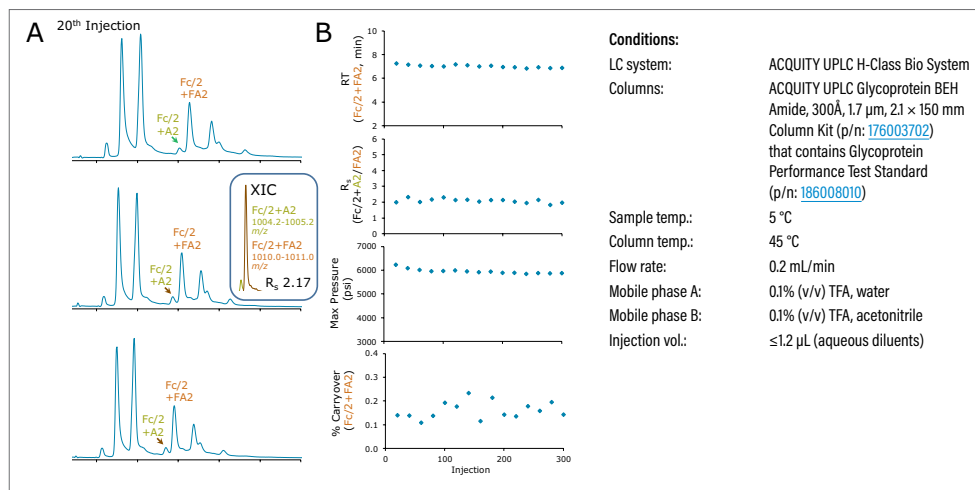 A
20th Injection
Fc/2
+FA2
Fc/2
+A2
Fc/2
+FA2
Fc/2
+A2
XIC
Fc/2+A2
1004.2-1005.2
m/z
Fc/2+FA2
1010.0-1011.0
m/z
Rs 2.17
Fc/2
+FA2
Fc/2
+A2
B
10
8
6
4
2
RT
(Fc/2+FA2, min)
6
5
4
3
2
1
0
Rs
(Fc/2+A2/FA2)
7000
6000
5000
4000
3000
Max Pressure
(psi)
0.4
0.3
0.2
0.1
0.0
% Carryover
(Fc/2+FA2)
0
100
200
300
Injection
Conditions:
LC system: ACQUITY UPLC H-Class Bio System
Columns: ACQUITY UPLC Glycoprotein BEH
Amide, 300Å, 1.7 µm, 2.1 × 150 mm
Column Kit (p/n: 176003702)
that contains Glycoprotein
Performance Test Standard
(p/n: 186008010)
Sample temp.: 5 °C
Column temp.: 45 °C
Flow rate: 0.2 mL/min
Mobile phase A: 0.1% (v/v) TFA, water
Mobile phase B: 0.1% (v/v) TFA, acetonitrile
Injection vol.: ≤1.2 µL (aqueous diluents)